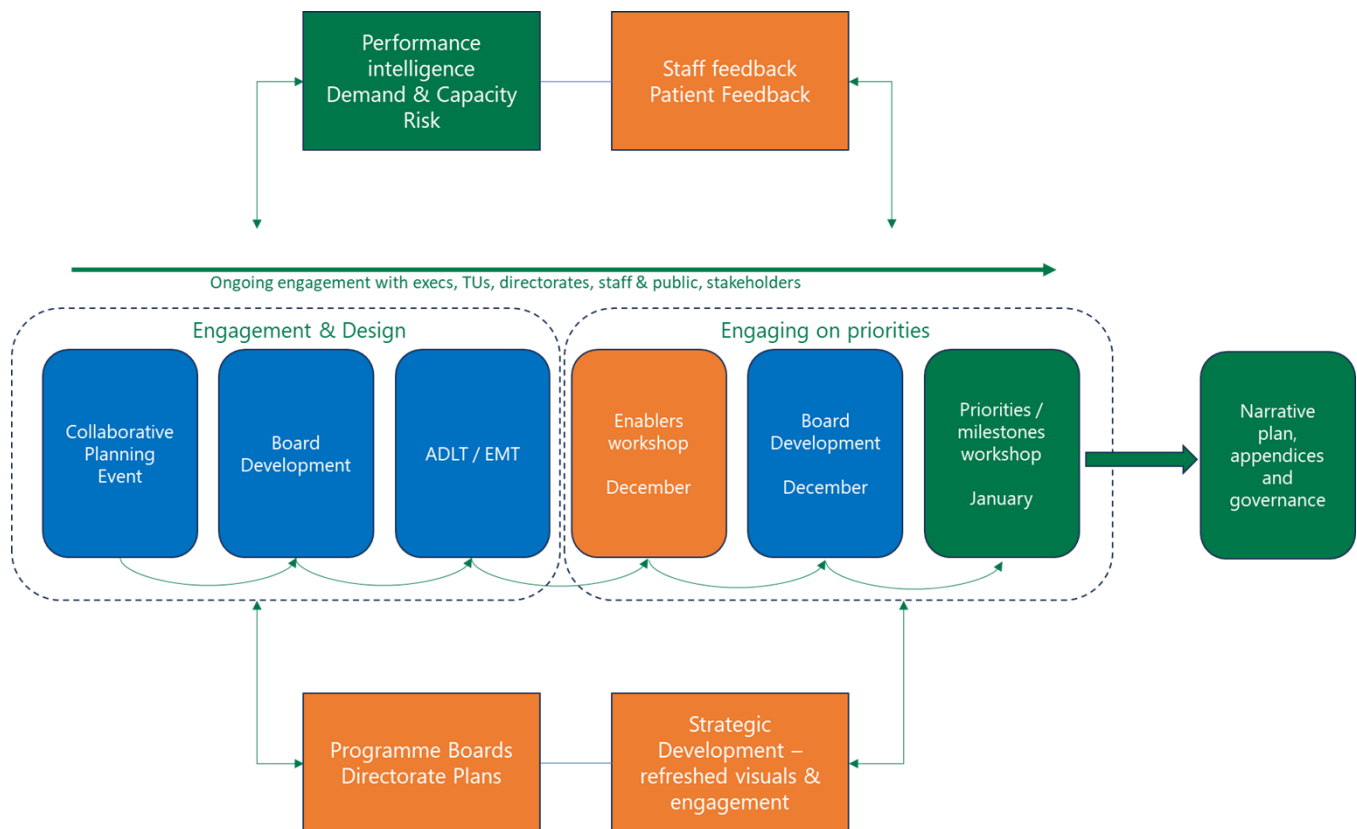 Performance
intelligence
Demand & Capacity
Risk
Staff feedback
Patient Feedback
Ongoing engagement with execs, TUs, directorates, staff & public, stakeholders
Engagement & Design
Engaging on priorities
Collaborative
Planning
Event
Board
Development
ADLT / EMT
Enablers
workshop
December
Board
Development
December
Priorities /
milestones
workshop
January
Narrative
plan,
appendices
and
governance
Programme Boards
Directorate Plans
Strategic
Development –
refreshed visuals &
engagement